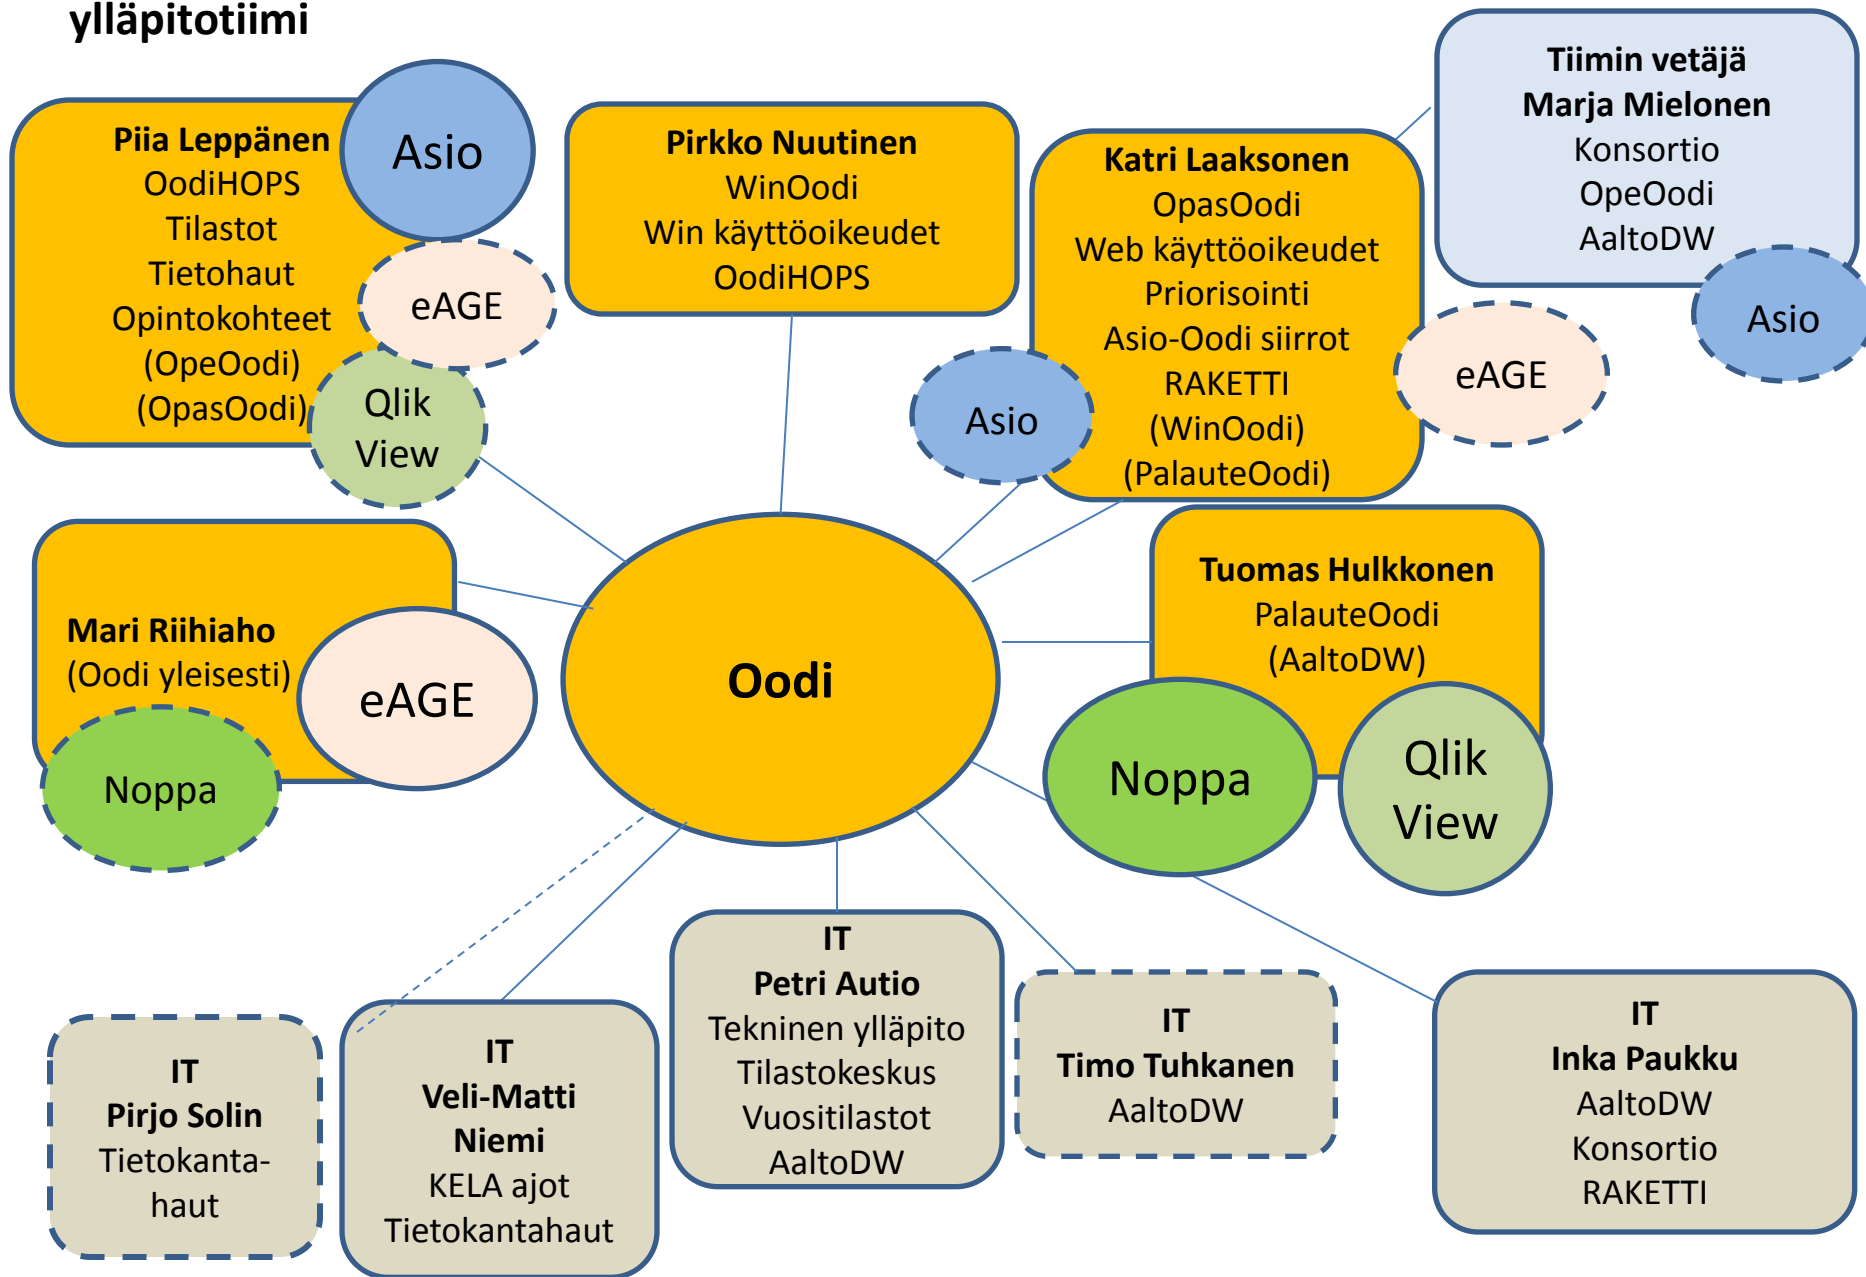 ylläpitotiimi
Piia Leppänen
OodiHOPS
Tilastot
Tietohaut
Opintokohteet
(OpeOodi)
(OpasOodi)
Asio
eAGE
Qlik
View
Pirkko Nuutinen
WinOodi
Win käyttöoikeudet
OodiHOPS
Katri Laaksonen
OpasOodi
Web käyttöoikeudet
Priorisointi
Asio-Oodi siirrot
RAKETTI
(WinOodi)
(PalauteOodi)
Asio
eAGE
Tiimin vetäjä
Marja Mielonen
Konsortio
OpeOodi
AaltoDW
Asio
Mari Riihiaho
(Oodi yleisesti)
eAGE
Noppa
Oodi
Tuomas Hulkkonen
PalauteOodi
(AaltoDW)
Noppa
Qlik
View
IT
Pirjo Solin
Tietokanta-
haut
IT
Veli-Matti
Niemi
KELA ajot
Tietokantahaut
IT
Petri Autio
Tekninen ylläpito
Tilastokeskus
Vuositilastot
AaltoDW
IT
Timo Tuhkanen
AaltoDW
IT
Inka Paukku
AaltoDW
Konsortio
RAKETTI